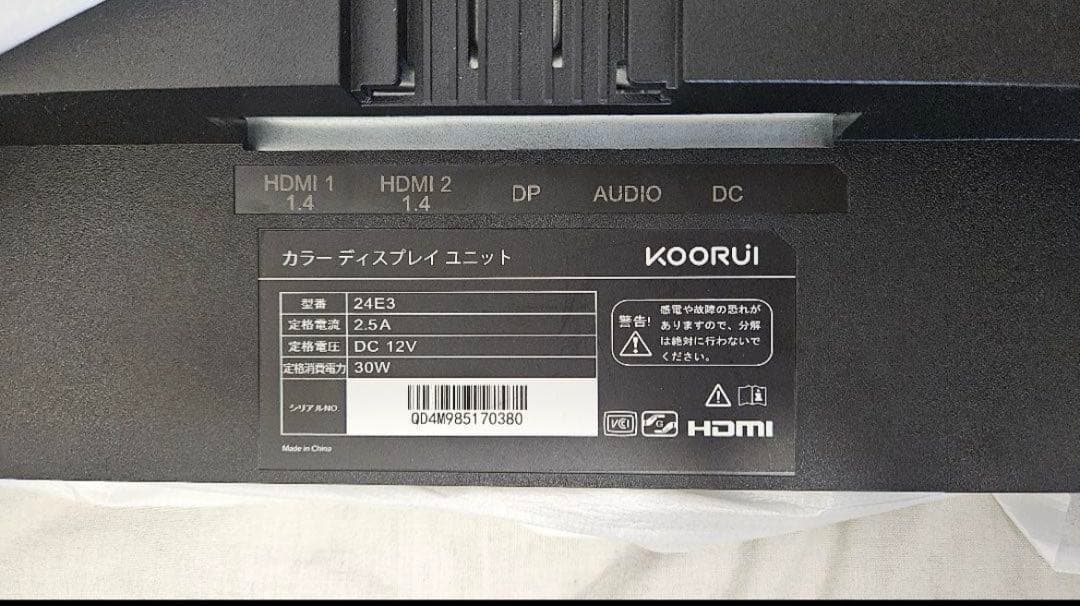 HDMI 1 HDMI 2 DP AUDIO DC
1.4 1.4
カラー ディスプレイ ユニット KOORUI
型番 24E3
定格電流 2.5A
定格電圧 DC 12V
定格消費電力 30W
シリアルNO.
QD4M985170380
Made in China
警告!
感電や故障の恐れが
ありますので、分解
は絶対に行わないで
ください。
VCI G HDMI